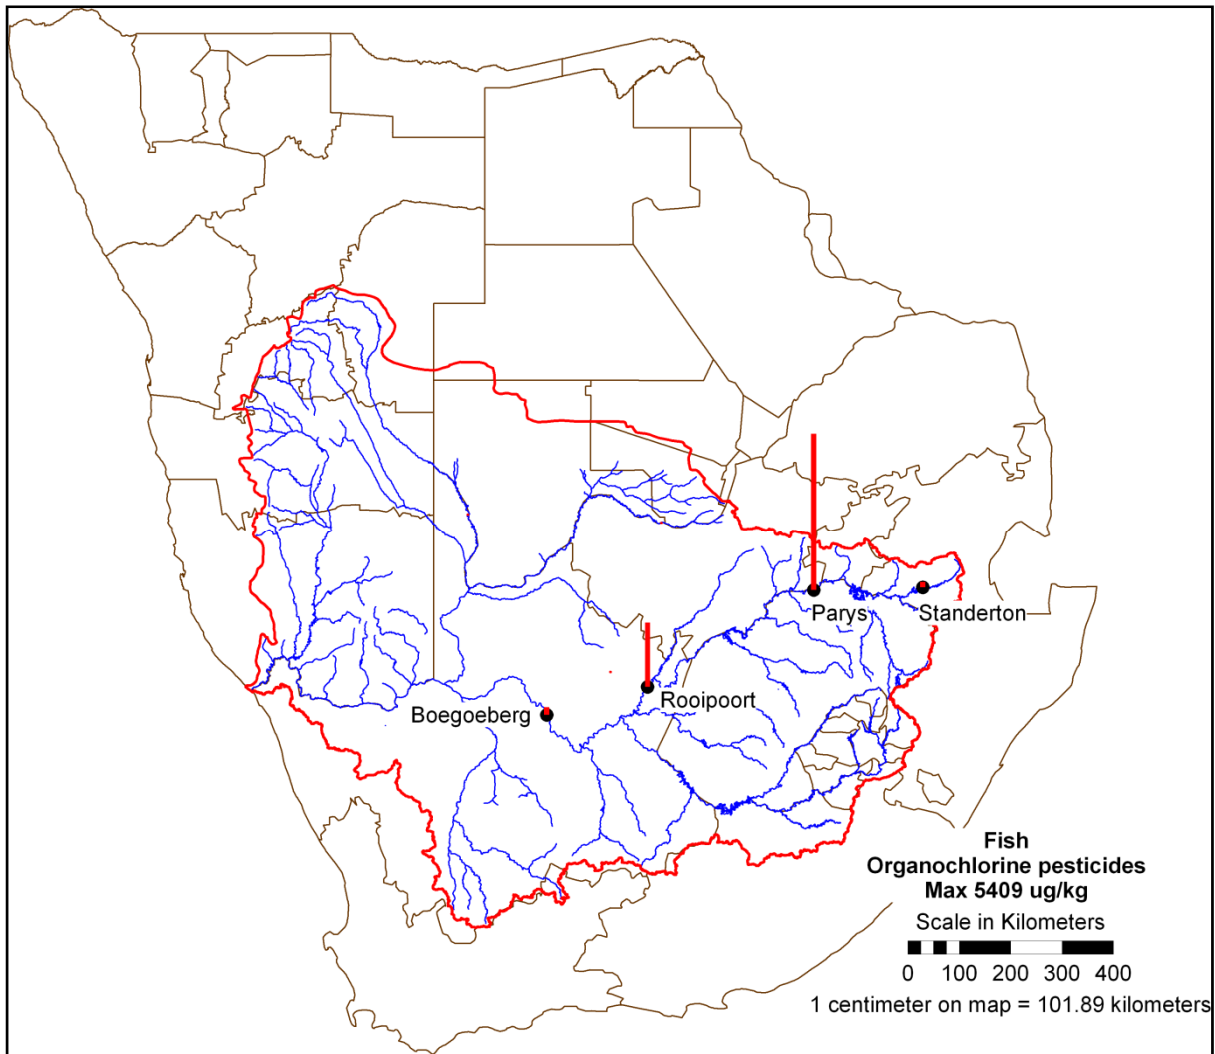 Parys
Standerton
Rooipoort
Boegoeberg
Fish
Organochlorine pesticides
Max 5409 ug/kg
Scale in Kilometers
0 100 200 300 400
1 centimeter on map = 101.89 kilometers